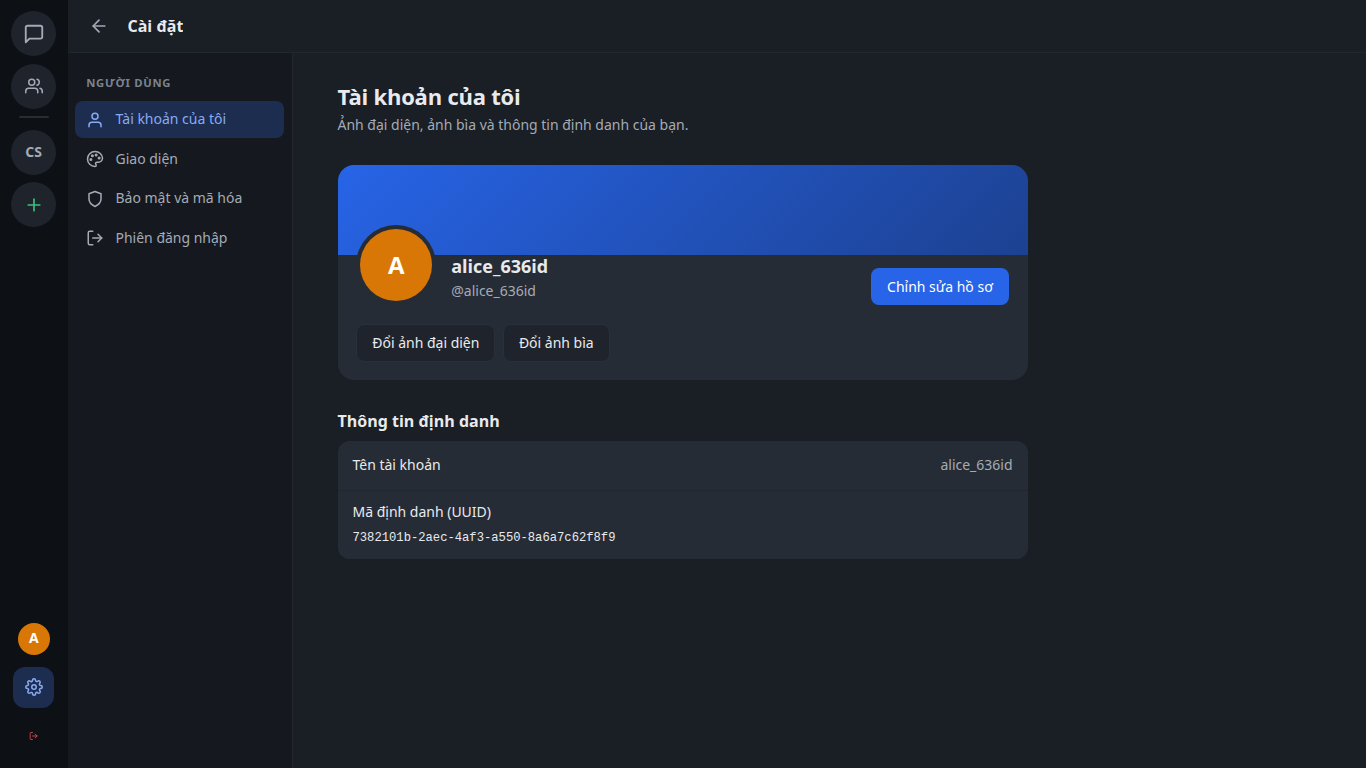 Cài đặt
CS
NGƯỜI DÙNG
Tài khoản của tôi
Giao diện
Bảo mật và mã hóa
Phiên đăng nhập
A
Tài khoản của tôi
Ảnh đại diện, ảnh bìa và thông tin định danh của bạn.
A
alice_636id
@alice_636id
Chỉnh sửa hồ sơ
Đổi ảnh đại diện
Đổi ảnh bìa
Thông tin định danh
Tên tài khoản
alice_636id
Mã định danh (UUID)
7382101b-2aec-4af3-a550-8a6a7c62f8f9